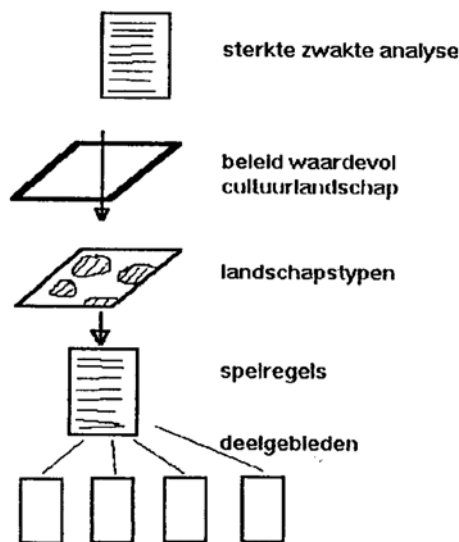 sterkte zwakte analyse
beleid waardevol
cultuurlandschap
landschapstypen
spelregels
deelgebieden